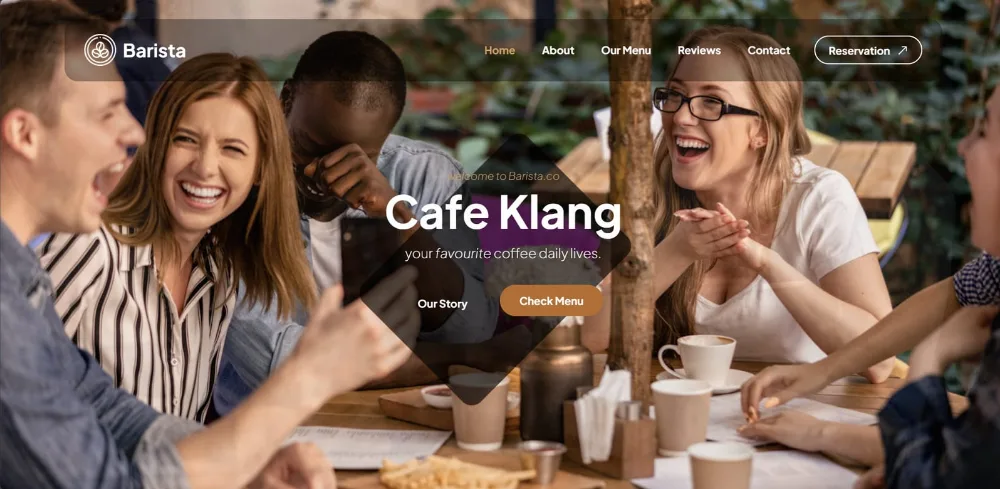 Barista
Home
About
Our Menu
Reviews
Contact
Reservation
to Barista.co
Cafe Klang
your favourite coffee daily lives.
Our Story
Check Menu